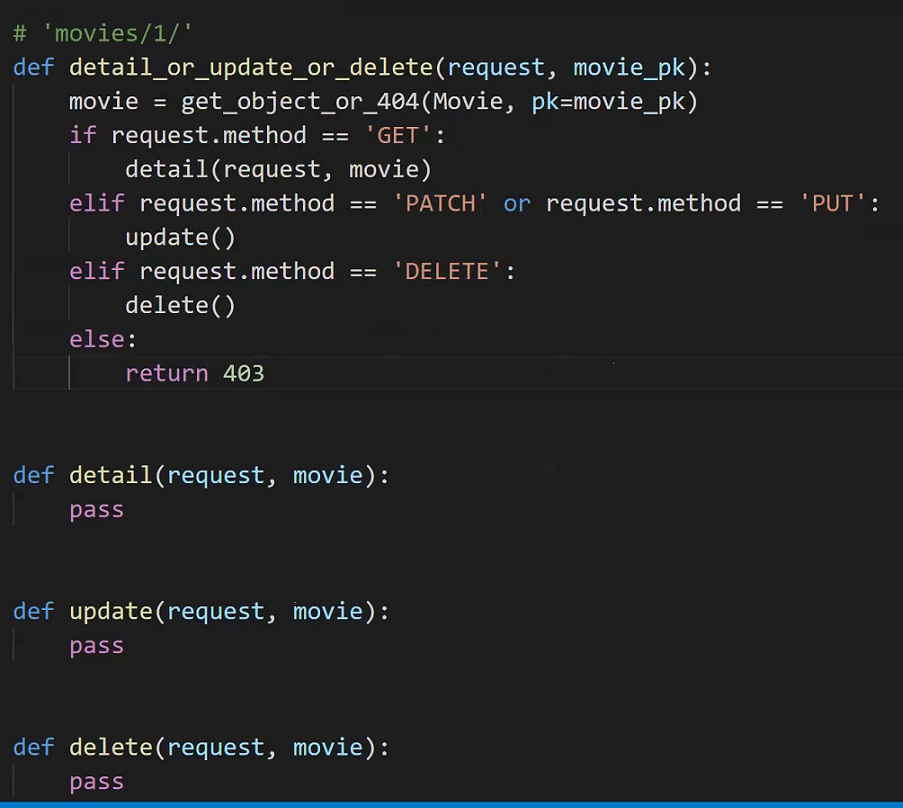 # 'movies/1/'
def detail_or_update_or_delete(request, movie_pk):
    movie = get_object_or_404(Movie, pk=movie_pk)
    if request.method == 'GET':
        detail(request, movie)
    elif request.method == 'PATCH' or request.method == 'PUT':
        update()
    elif request.method == 'DELETE':
        delete()
    else:
        return 403
def detail(request, movie):
    pass
def update(request, movie):
    pass
def delete(request, movie):
    pass